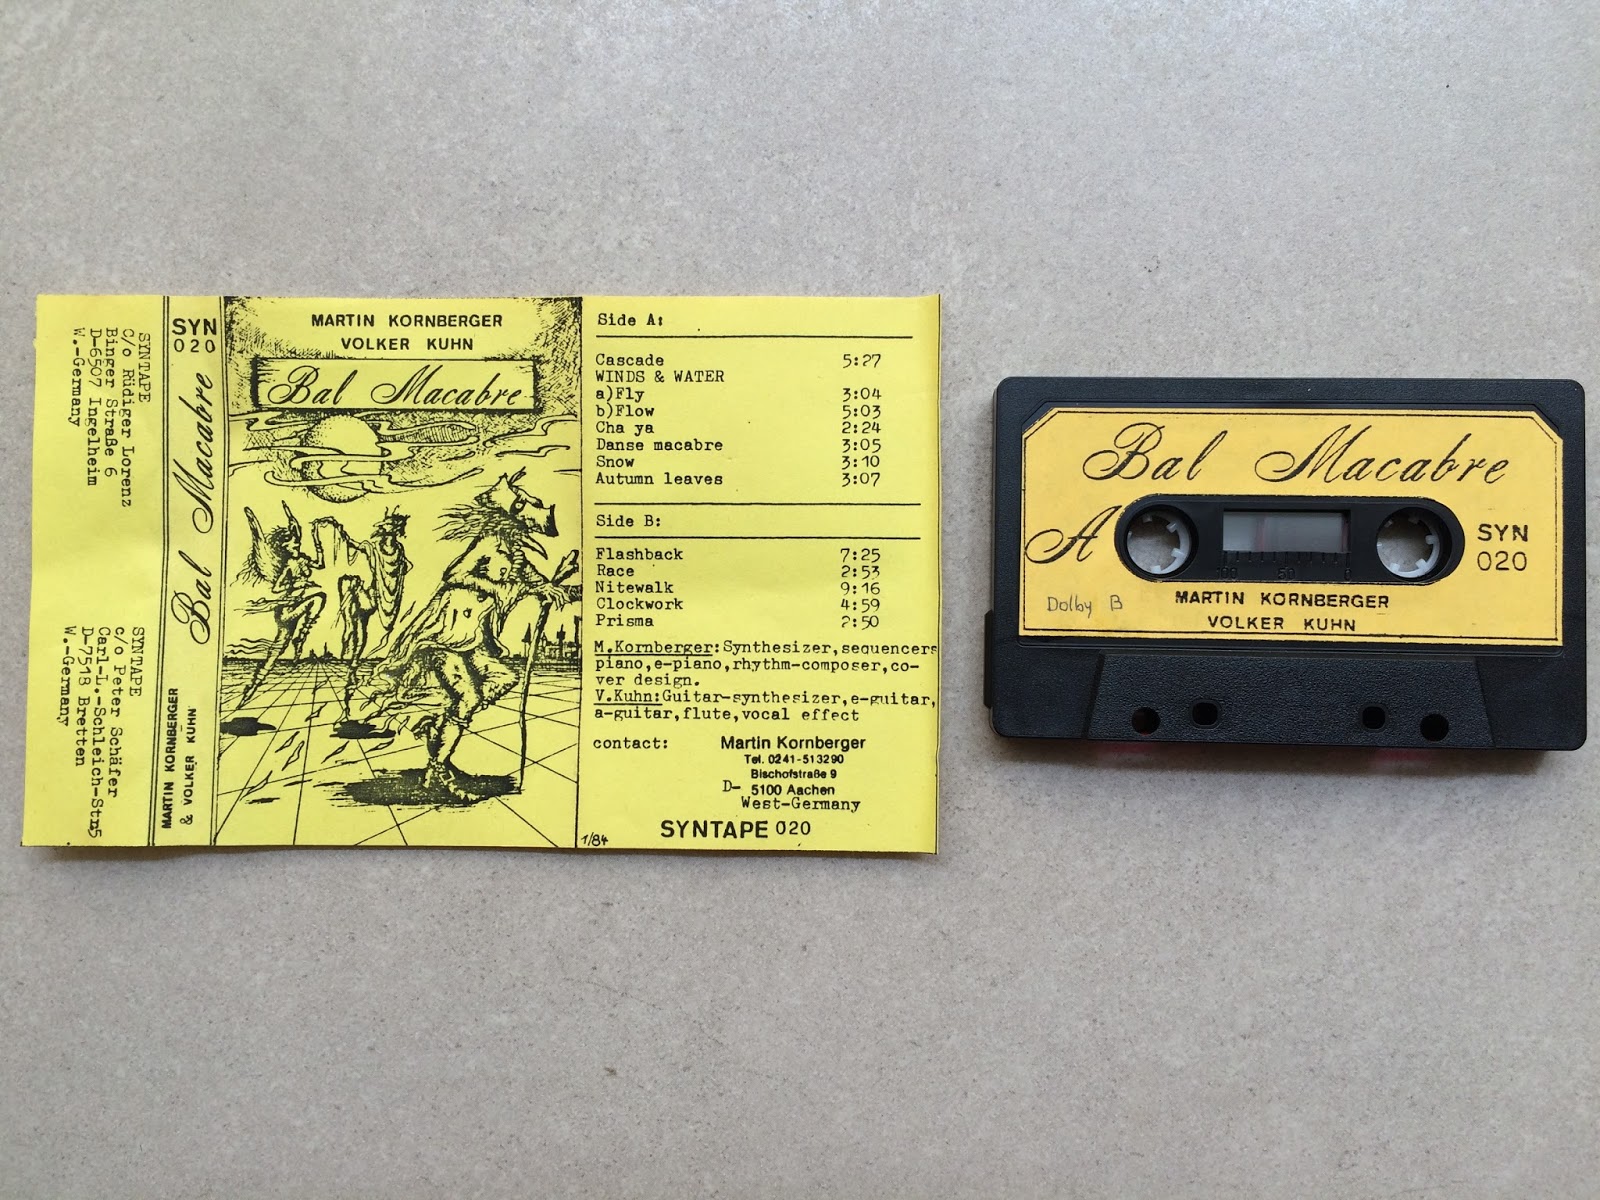 SYNTAPE
C/o Rüdiger Lorenz
Binger Straße 6
D-6507 Ingelheim
W.-Germany
SYNTAPE
c/o Peter Schäfer
Carl-L.-Schleich-Str5
D-7518 Bretten
W.-Germany
SYN
020
Bal Macabre
MARTIN KORNBERGER
& VOLKER KUHN
MARTIN KORNBERGER
VOLKER KUHN
Bal Macabre
1/84
Side A:
Cascade 5:27
WINDS & WATER
a)Fly 3:04
b)Flow 5:03
Cha ya 2:24
Danse macabre 3:05
Snow 3:10
Autumn leaves 3:07
Side B:
Flashback 7:25
Race 2:53
Nitewalk 9:16
Clockwork 4:59
Prisma 2:50
M.Kornberger:Synthesizer,sequencers
piano,e-piano,rhythm-composer,co-
ver design.
V.Kuhn:Guitar-synthesizer,e-guitar,
a-guitar,flute,vocal effect
contact: Martin Kornberger
Tel. 0241-513290
Bischofstraße 9
D- 5100 Aachen
West-Germany
SYNTAPE 020
Bal Macabre
A
SYN
020
100 50 0
Dolby B
MARTIN KORNBERGER
VOLKER KUHN